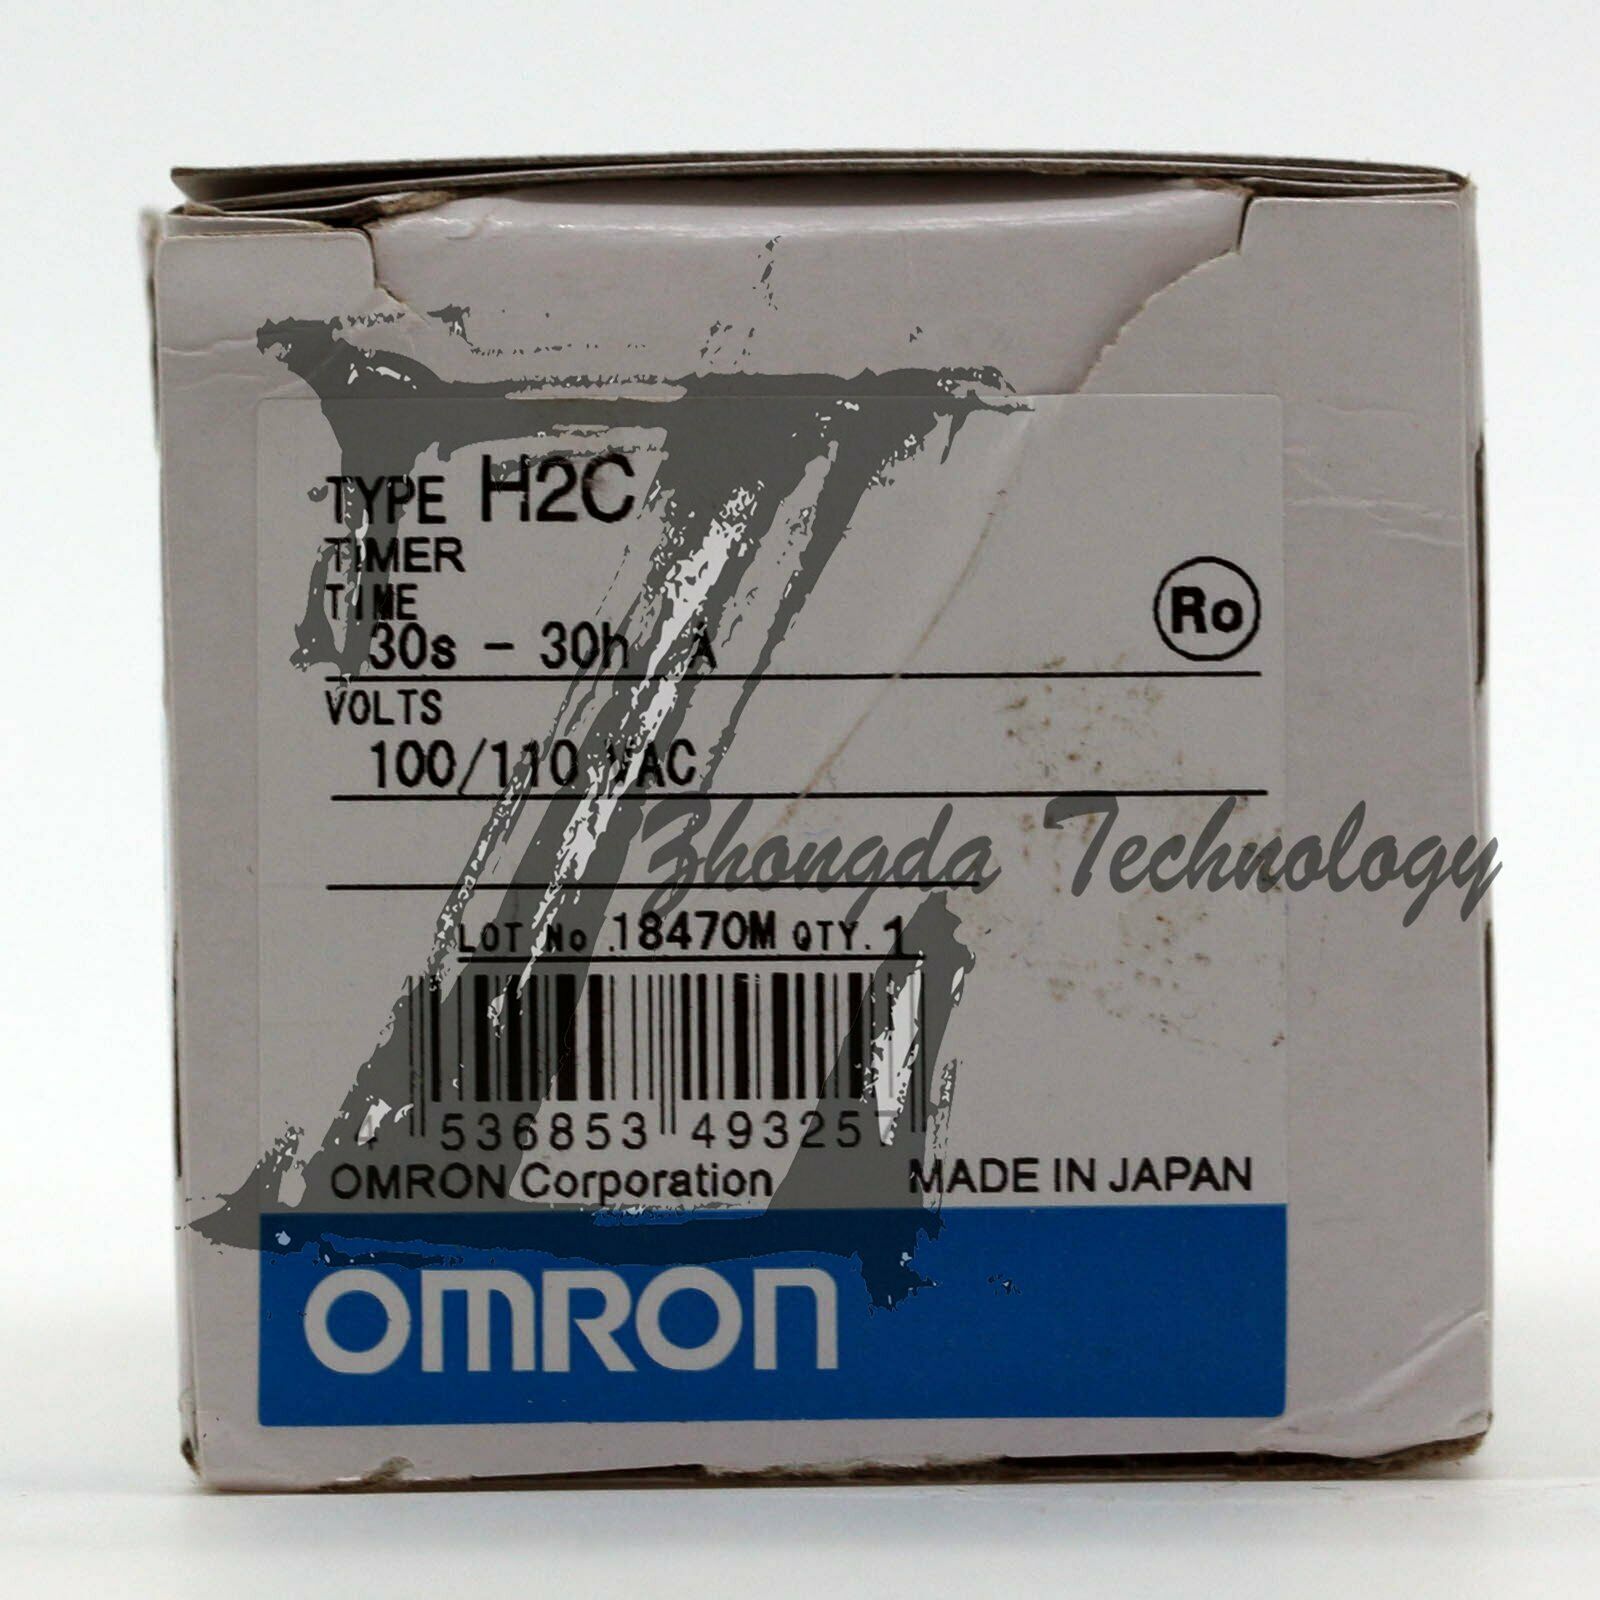 TYPE H2C
TIMER
TIME
30s - 30h A
Ro
VOLTS
100/110 VAC
Zhongda Technology
LOT No .18470M QTY. 1
4 536853 493257
OMRON Corporation MADE IN JAPAN
OMRON